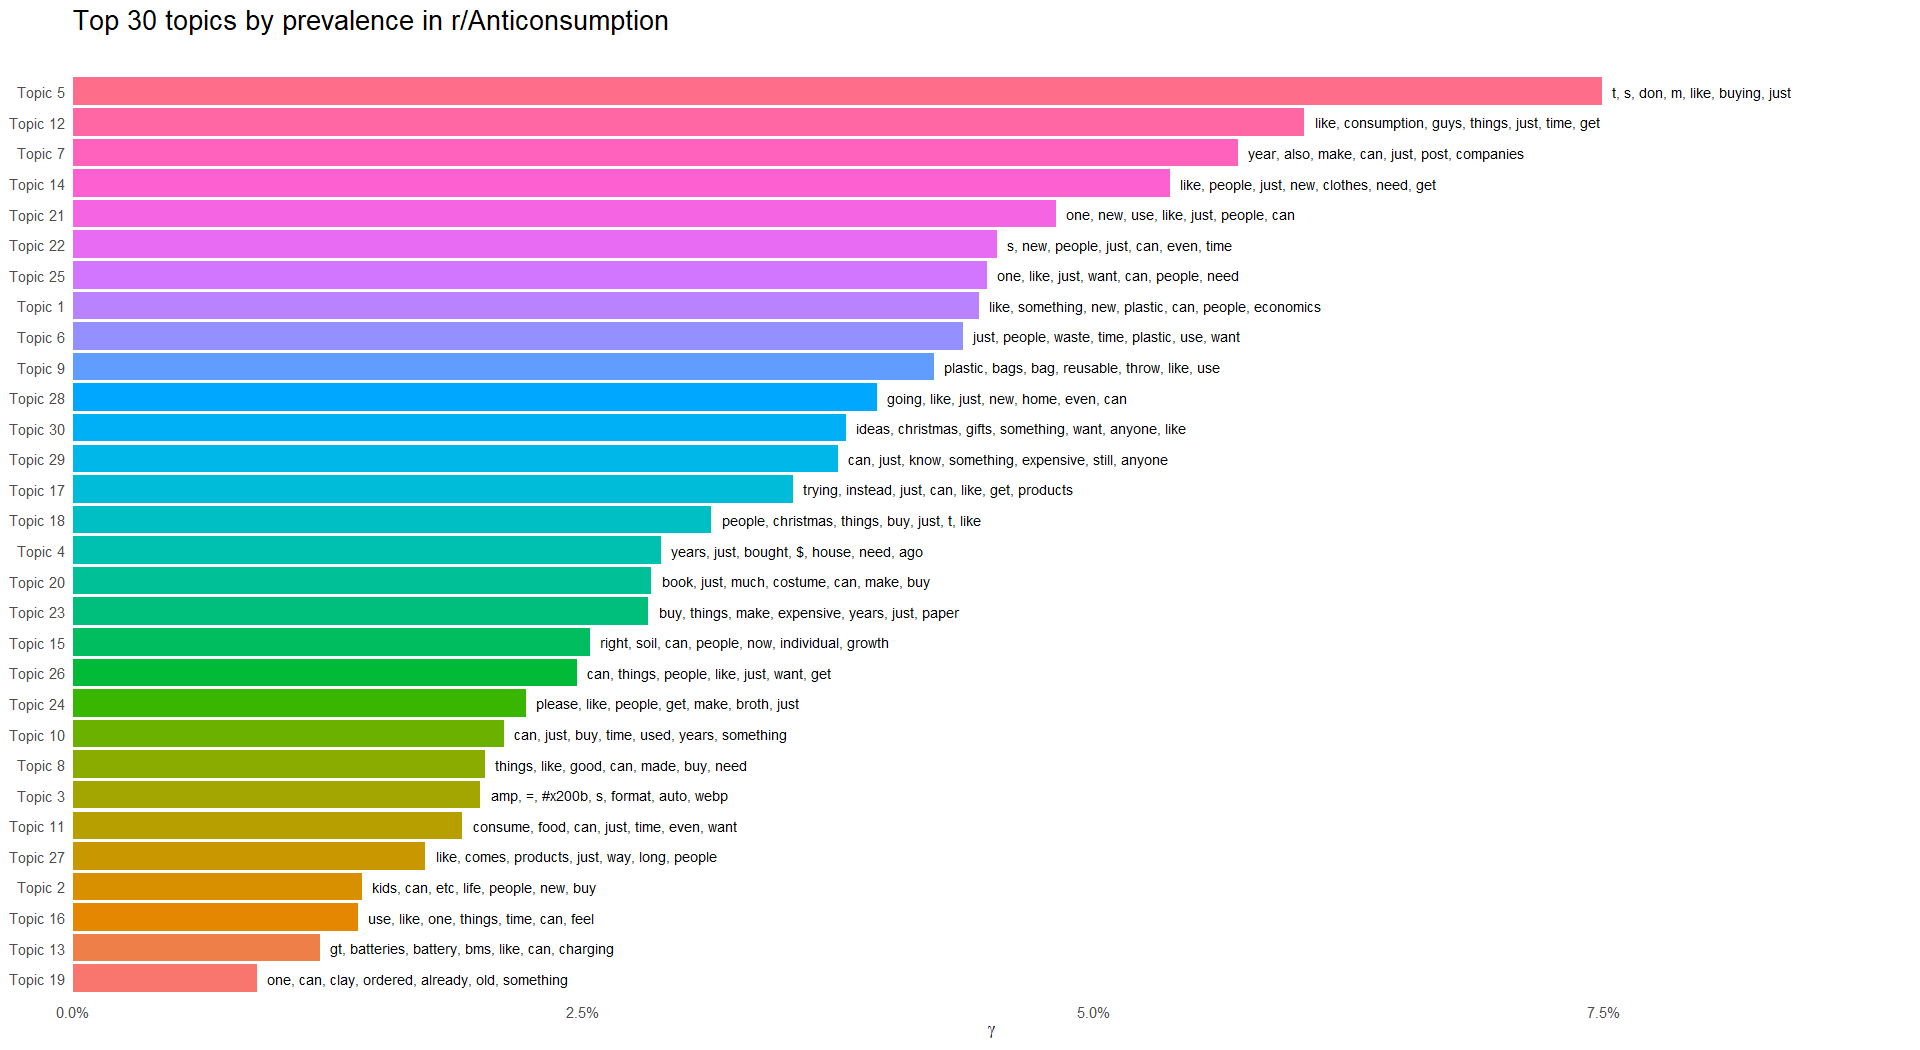 Top 30 topics by prevalence in r/Anticonsumption
Topic 5 t, s, don, m, like, buying, just
Topic 12 like, consumption, guys, things, just, time, get
Topic 7 year, also, make, can, just, post, companies
Topic 14 like, people, just, new, clothes, need, get
Topic 21 one, new, use, like, just, people, can
Topic 22 s, new, people, just, can, even, time
Topic 25 one, like, just, want, can, people, need
Topic 1 like, something, new, plastic, can, people, economics
Topic 6 just, people, waste, time, plastic, use, want
Topic 9 plastic, bags, bag, reusable, throw, like, use
Topic 28 going, like, just, new, home, even, can
Topic 30 ideas, christmas, gifts, something, want, anyone, like
Topic 29 can, just, know, something, expensive, still, anyone
Topic 17 trying, instead, just, can, like, get, products
Topic 18 people, christmas, things, buy, just, t, like
Topic 4 years, just, bought, $, house, need, ago
Topic 20 book, just, much, costume, can, make, buy
Topic 23 buy, things, make, expensive, years, just, paper
Topic 15 right, soil, can, people, now, individual, growth
Topic 26 can, things, people, like, just, want, get
Topic 24 please, like, people, get, make, broth, just
Topic 10 can, just, buy, time, used, years, something
Topic 8 things, like, good, can, made, buy, need
Topic 3 amp, =, #x200b, s, format, auto, webp
Topic 11 consume, food, can, just, time, even, want
Topic 27 like, comes, products, just, way, long, people
Topic 2 kids, can, etc, life, people, new, buy
Topic 16 use, like, one, things, time, can, feel
Topic 13 gt, batteries, battery, bms, like, can, charging
Topic 19 one, can, clay, ordered, already, old, something
0.0% 2.5% 5.0% 7.5%
γ